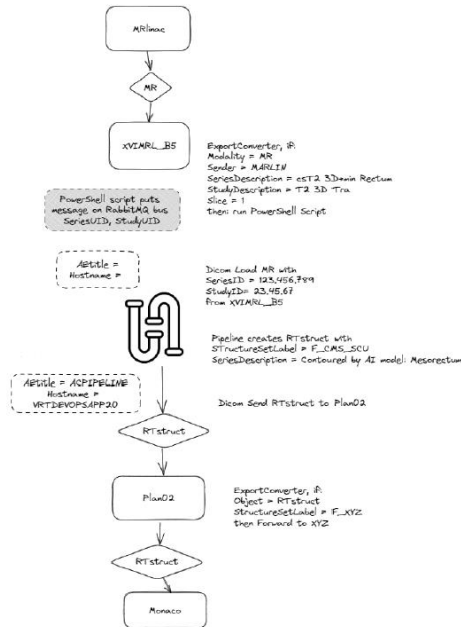 MRlinac
MR
XVIMRL_B5
ExportConverter, if:
Modality = MR
Sender = MARLIN
SeriesDescription = csT2 3D*min Rectum
StudyDescription = T2 3D Tra
Slice = 1
then: run PowerShell Script
PowerShell script puts
message on RabbitMQ bus
SeriesUID, StudyUID
AEtitle =
Hostname =
Dicom Load MR with
SeriesID = 123,456,789
StudyID= 23.45.67
from XVIMRL_B5
Pipeline creates RTstruct with
STructureSetLabel = F_CMS_SCU
SeriesDescription = Contoured by AI model: Mesorectum
AEtitle = ACPIPELINE
Hostname =
VRTDEVOPSAPP20
Dicom Send RTstruct to Plan02
RTstruct
Plan02
ExportConverter, if:
Object = RTstruct
StructureSetLabel = F_XYZ
then Forward to XYZ
RTstruct
Monaco